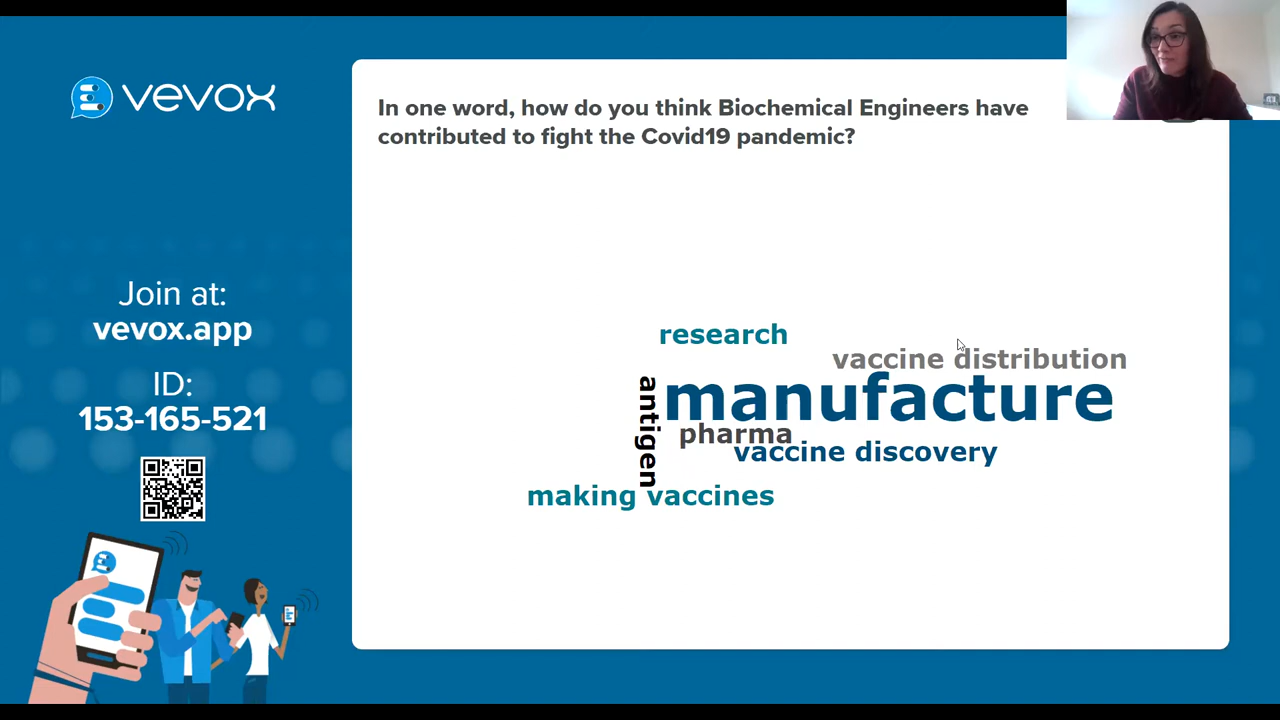 vevox
In one word, how do you think Biochemical Engineers have
contributed to fight the Covid19 pandemic?
Join at:
vevox.app
ID:
153-165-521
research
vaccine distribution
manufacture
antigen
pharma
vaccine discovery
making vaccines